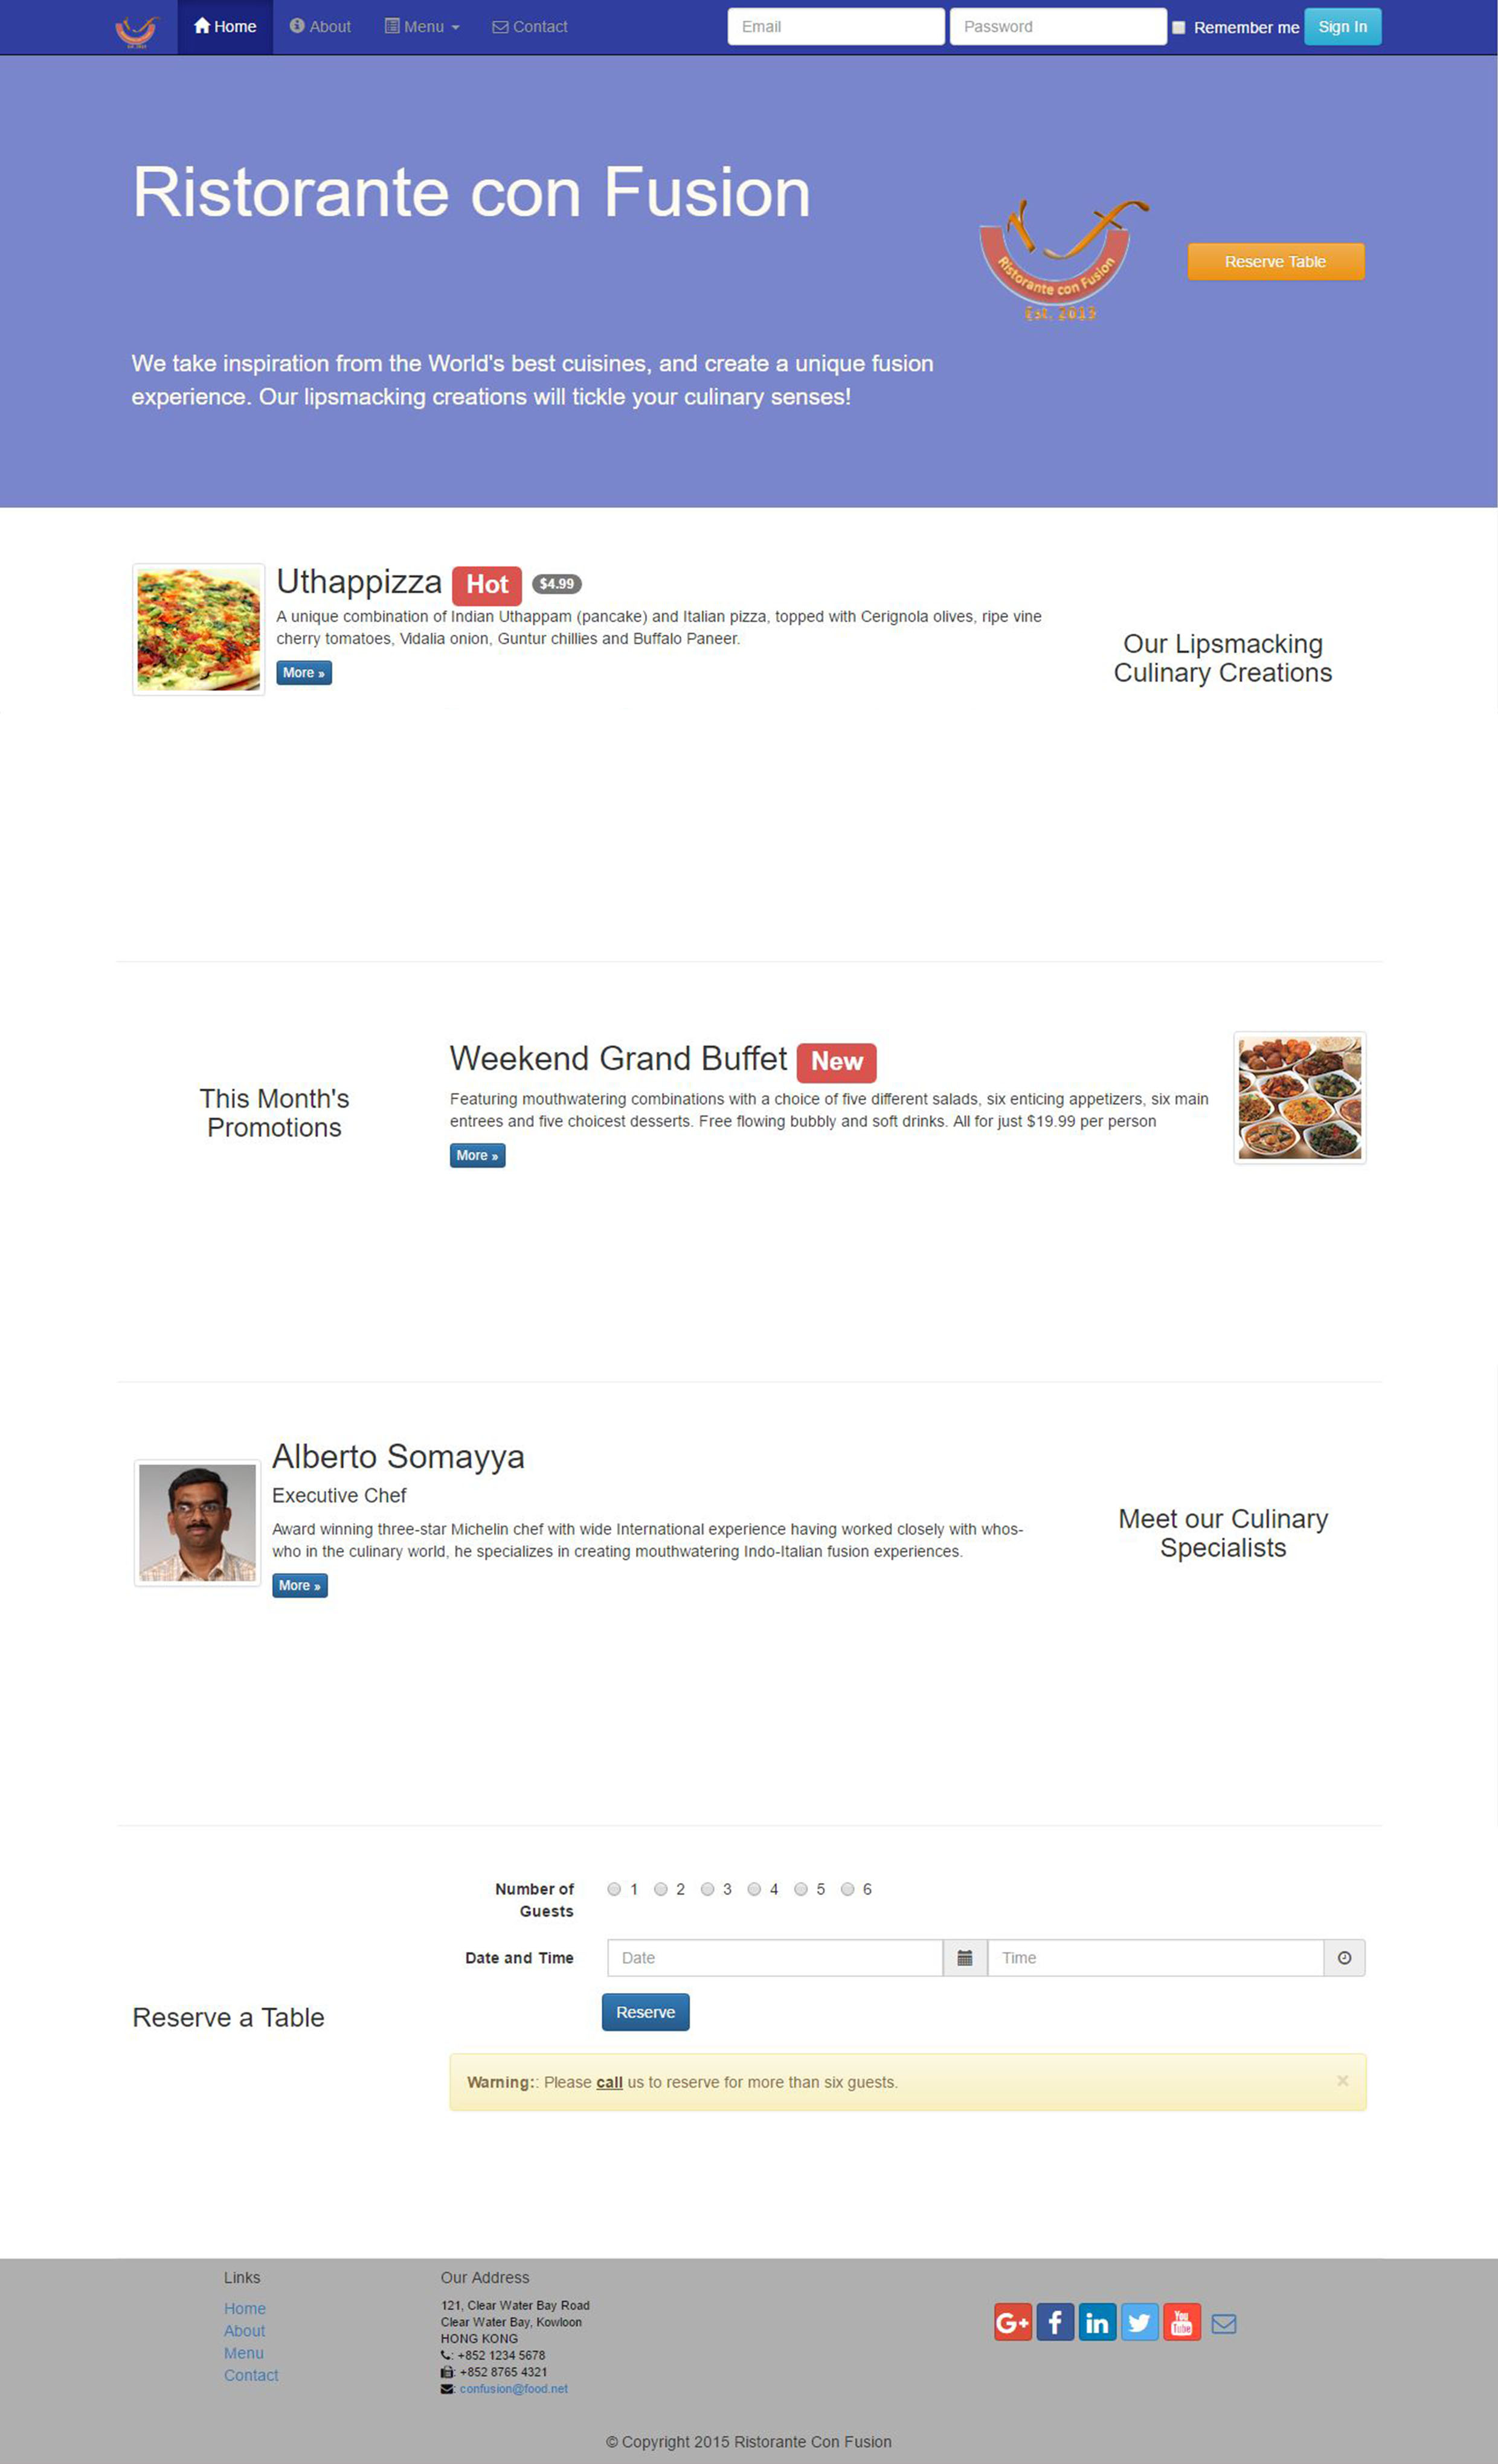 Home
About
Menu
Contact
Email
Password
Remember me
Sign In
Ristorante con Fusion
Ristorante con Fusion
Reserve Table
We take inspiration from the World's best cuisines, and create a unique fusion
experience. Our lipsmacking creations will tickle your culinary senses!
Uthappizza Hot $4.99
A unique combination of Indian Uthappam (pancake) and Italian pizza, topped with Cerignola olives, ripe vine
cherry tomatoes, Vidalia onion, Guntur chillies and Buffalo Paneer.
More »
Our Lipsmacking
Culinary Creations
This Month's
Promotions
Weekend Grand Buffet New
Featuring mouthwatering combinations with a choice of five different salads, six enticing appetizers, six main
entrees and five choicest desserts. Free flowing bubbly and soft drinks. All for just $19.99 per person
More »
Alberto Somayya
Executive Chef
Award winning three-star Michelin chef with wide International experience having worked closely with whos-
who in the culinary world, he specializes in creating mouthwatering Indo-Italian fusion experiences.
More »
Meet our Culinary
Specialists
Reserve a Table
Number of
Guests
1 2 3 4 5 6
Date and Time
Date
Time
Reserve
Warning:: Please call us to reserve for more than six guests.
×
Links
Home
About
Menu
Contact
Our Address
121, Clear Water Bay Road
Clear Water Bay, Kowloon
HONG KONG
: +852 1234 5678
: +852 8765 4321
: confusion@food.net
G+ f in You Tube
© Copyright 2015 Ristorante Con Fusion